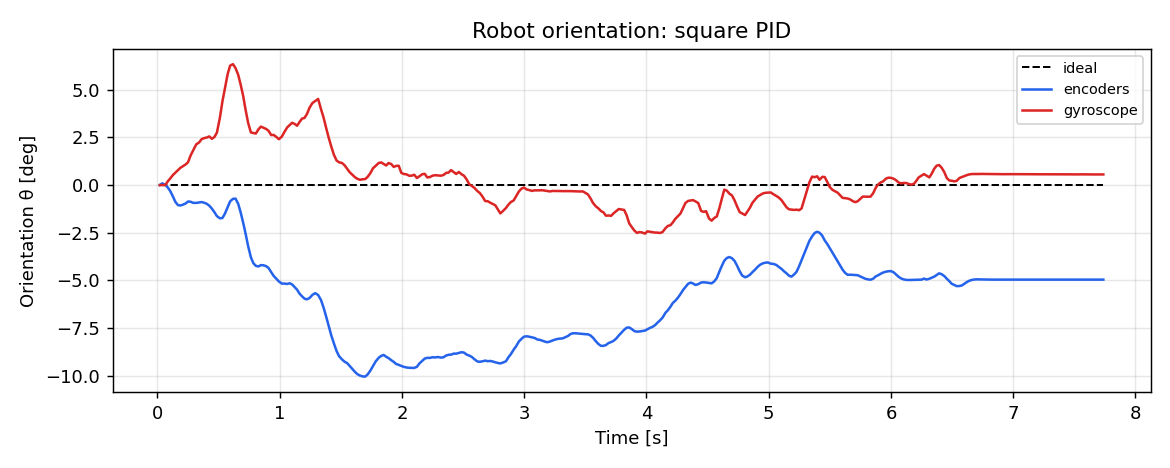 Robot orientation: square PID
Orientation θ [deg]
5.0
2.5
0.0
−2.5
−5.0
−7.5
−10.0
ideal
encoders
gyroscope
0 1 2 3 4 5 6 7 8
Time [s]